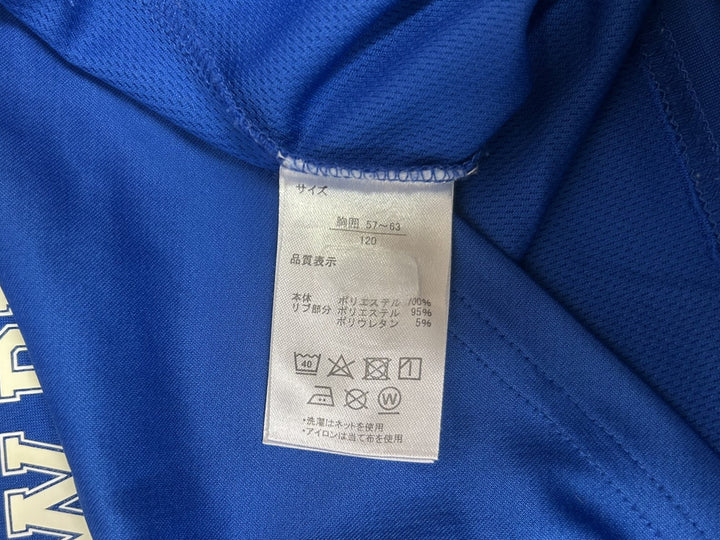 サイズ
胸囲 57～63
120
品質表示
本体 ポリエステル 100%
リブ部分 ポリエステル 95%
ポリウレタン 5%
40
W
・洗濯はネットを使用
・アイロンは当て布を使用
W